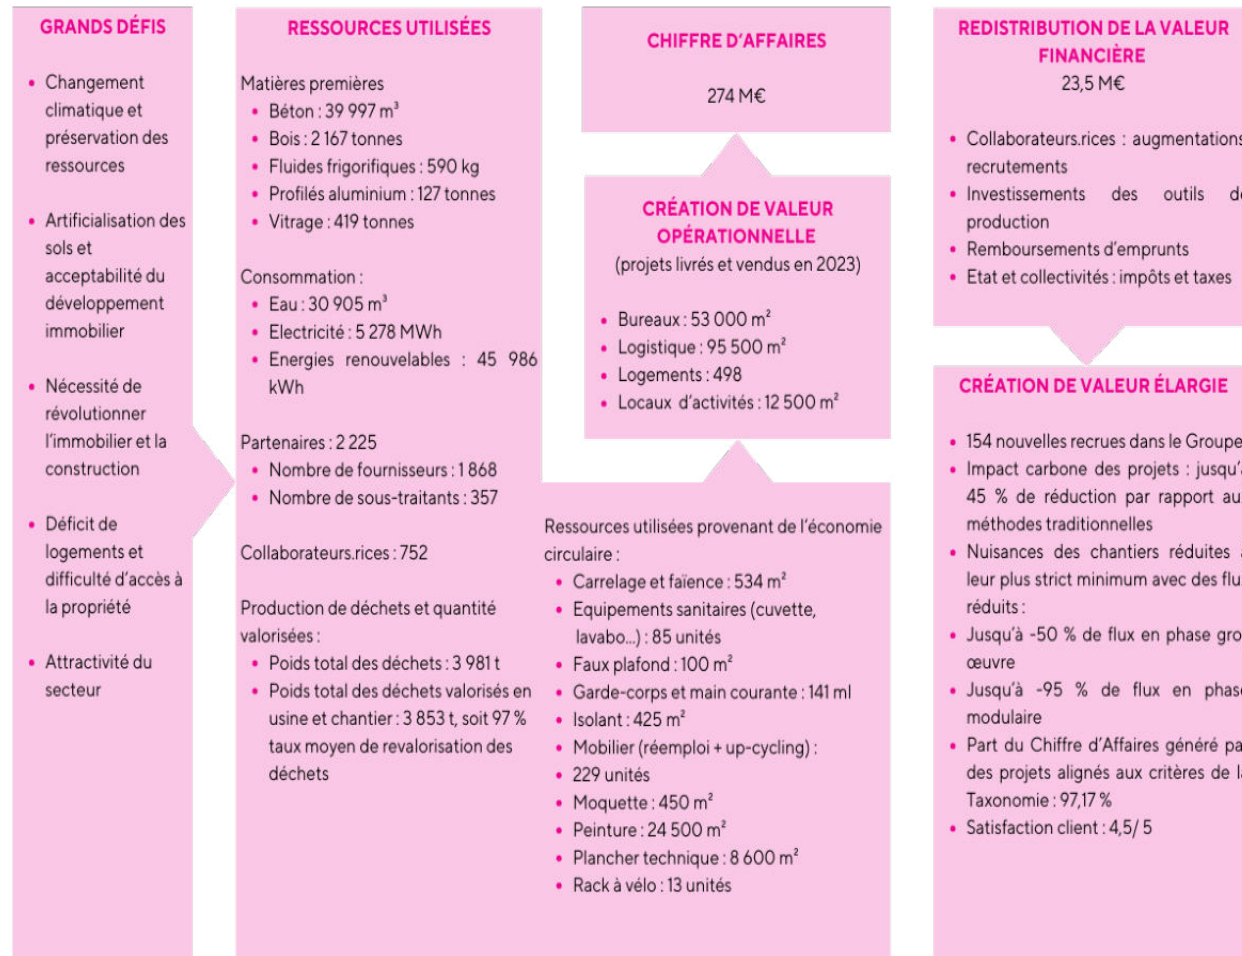 GRANDS DÉFIS
• Changement
climatique et
préservation des
ressources
• Artificialisation des
sols et
acceptabilité du
développement
immobilier
• Nécessité de
révolutionner
l'immobilier et la
construction
• Déficit de
logements et
difficulté d'accès à
la propriété
• Attractivité du
secteur
RESSOURCES UTILISÉES
Matières premières
• Béton : 39 997 m³
• Bois : 2 167 tonnes
• Fluides frigorifiques : 590 kg
• Profilés aluminium : 127 tonnes
• Vitrage : 419 tonnes
Consommation :
• Eau : 30 905 m³
• Electricité : 5 278 MWh
• Energies renouvelables : 45 986
kWh
Partenaires : 2 225
• Nombre de fournisseurs : 1 868
• Nombre de sous-traitants : 357
Collaborateurs.rices : 752
Production de déchets et quantité
valorisées :
• Poids total des déchets : 3 981 t
• Poids total des déchets valorisés en
usine et chantier : 3 853 t, soit 97 %
taux moyen de revalorisation des
déchets
CHIFFRE D'AFFAIRES
274 M€
CRÉATION DE VALEUR
OPÉRATIONNELLE
(projets livrés et vendus en 2023)
• Bureaux : 53 000 m²
• Logistique : 95 500 m²
• Logements : 498
• Locaux d'activités : 12 500 m²
Ressources utilisées provenant de l'économie
circulaire :
• Carrelage et faïence : 534 m²
• Equipements sanitaires (cuvette,
lavabo...) : 85 unités
• Faux plafond : 100 m²
• Garde-corps et main courante : 141 ml
• Isolant : 425 m²
• Mobilier (réemploi + up-cycling) :
• 229 unités
• Moquette : 450 m²
• Peinture : 24 500 m²
• Plancher technique : 8 600 m²
• Rack à vélo : 13 unités
REDISTRIBUTION DE LA VALEUR
FINANCIÈRE
23,5 M€
• Collaborateurs.rices : augmentations
recrutements
• Investissements des outils
production
• Remboursements d'emprunts
• Etat et collectivités : impôts et taxes
CRÉATION DE VALEUR ÉLARGIE
• 154 nouvelles recrues dans le Groupe
• Impact carbone des projets : jusqu'
45 % de réduction par rapport
méthodes traditionnelles
• Nuisances des chantiers réduites
leur plus strict minimum avec des
réduits :
• Jusqu'à -50 % de flux en phase
œuvre
• Jusqu'à -95 % de flux en phase
modulaire
• Part du Chiffre d'Affaires généré
des projets alignés aux critères de
Taxonomie : 97,17 %
• Satisfaction client : 4,5/ 5